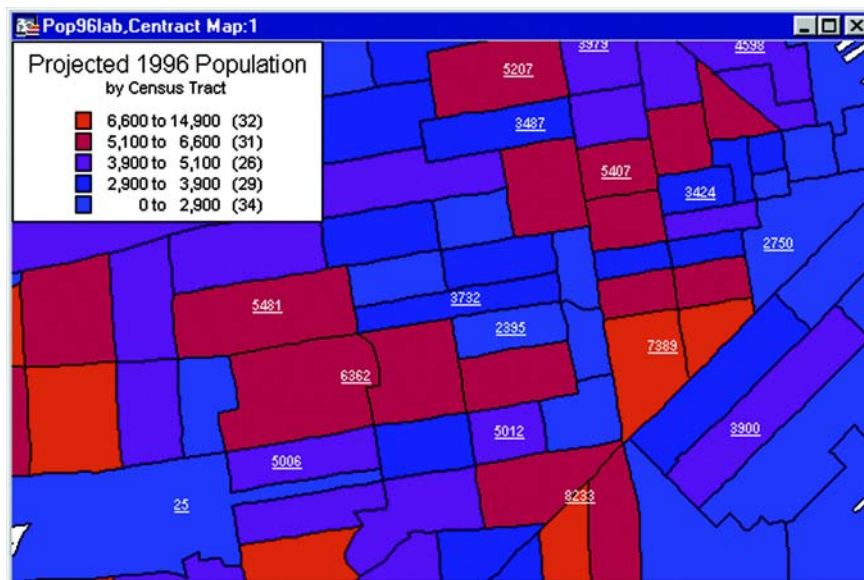 Pop96lab,Centract Map:1
Projected 1996 Population
by Census Tract
6,600 to 14,900 (32)
5,100 to 6,600 (31)
3,900 to 5,100 (26)
2,900 to 3,900 (29)
0 to 2,900 (34)
3979
4598
5207
3487
5407
3424
2750
5481
3732
2395
7389
6362
3900
5012
5006
8233
25